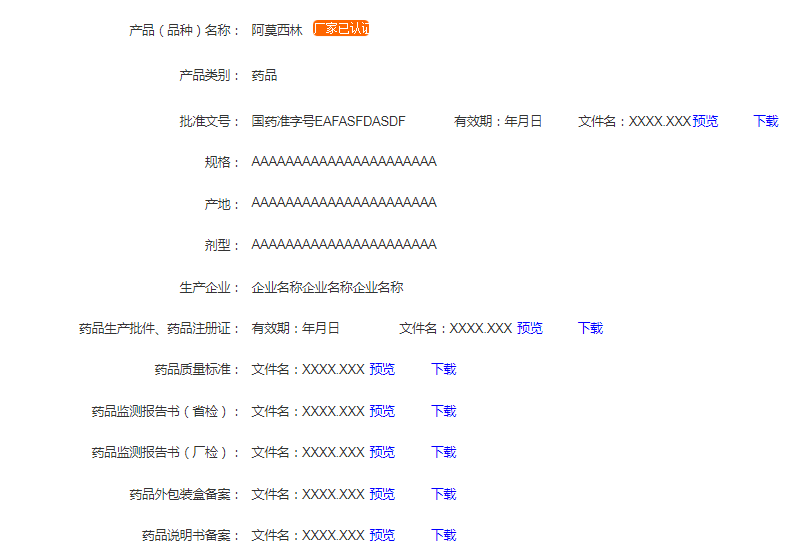 产品（品种）名称： 阿莫西林 厂家已认证
产品类别： 药品
批准文号： 国药准字号EAFASFDASDF 有效期：年月日 文件名：XXXX.XXX预览 下载
规格： AAAAAAAAAAAAAAAAAAAAAA
产地： AAAAAAAAAAAAAAAAAAAAAA
剂型： AAAAAAAAAAAAAAAAAAAAAA
生产企业： 企业名称企业名称企业名称
药品生产批件、药品注册证： 有效期：年月日 文件名：XXXX.XXX 预览 下载
药品质量标准： 文件名：XXXX.XXX 预览 下载
药品监测报告书（省检）： 文件名：XXXX.XXX 预览 下载
药品监测报告书（厂检）： 文件名：XXXX.XXX 预览 下载
药品外包装盒备案： 文件名：XXXX.XXX 预览 下载
药品说明书备案： 文件名：XXXX.XXX 预览 下载